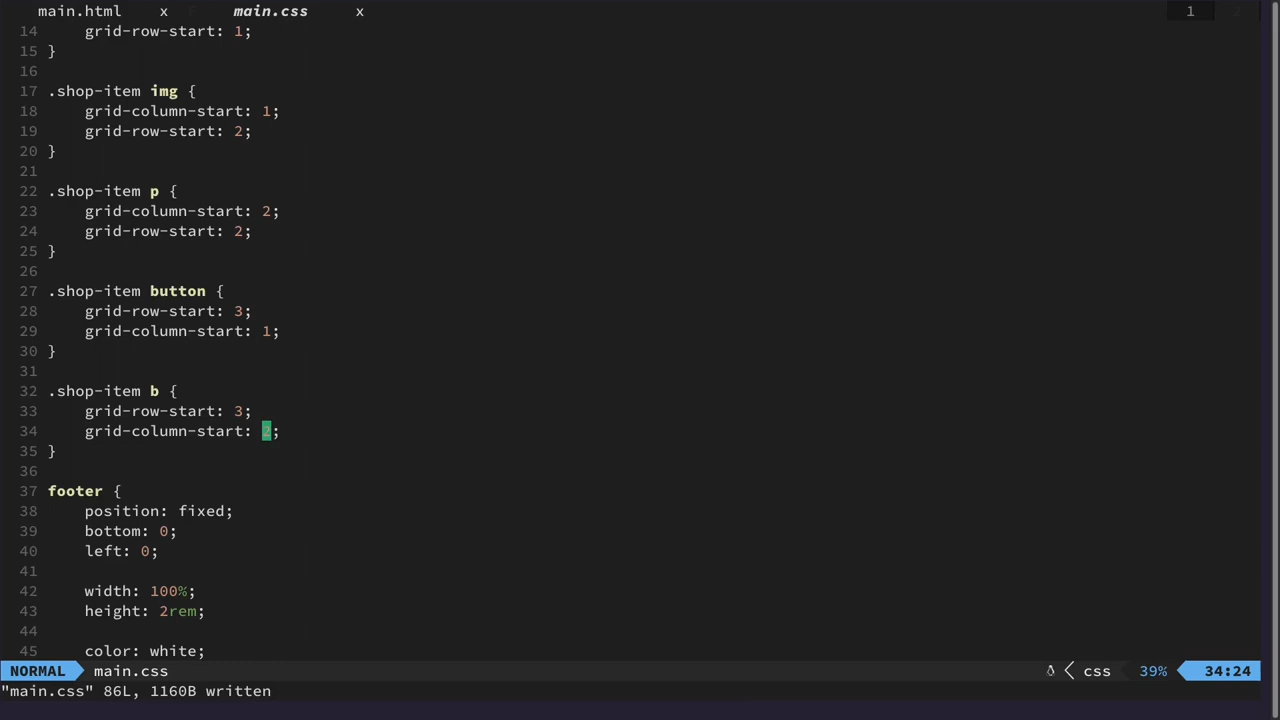 main.html x main.css x 1
14 grid-row-start: 1;
15 }
16
17 .shop-item img {
18 grid-column-start: 1;
19 grid-row-start: 2;
20 }
21
22 .shop-item p {
23 grid-column-start: 2;
24 grid-row-start: 2;
25 }
26
27 .shop-item button {
28 grid-row-start: 3;
29 grid-column-start: 1;
30 }
31
32 .shop-item b {
33 grid-row-start: 3;
34 grid-column-start: 2;
35 }
36
37 footer {
38 position: fixed;
39 bottom: 0;
40 left: 0;
41
42 width: 100%;
43 height: 2rem;
44
45 color: white;
NORMAL main.css css 39% 34:24
"main.css" 86L, 1160B written